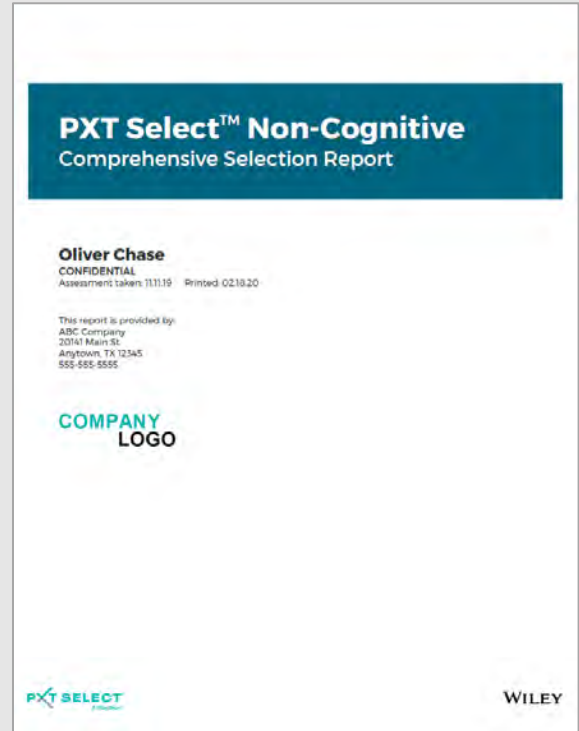 PXT Select™ Non-Cognitive
Comprehensive Selection Report
Oliver Chase
CONFIDENTIAL
Assessment taken: 11.11.19 Printed: 02.18.20
This report is provided by:
ABC Company
20141 Main St.
Anytown, TX 12345
555-555-5555
COMPANY
LOGO
PXT SELECT
WILEY